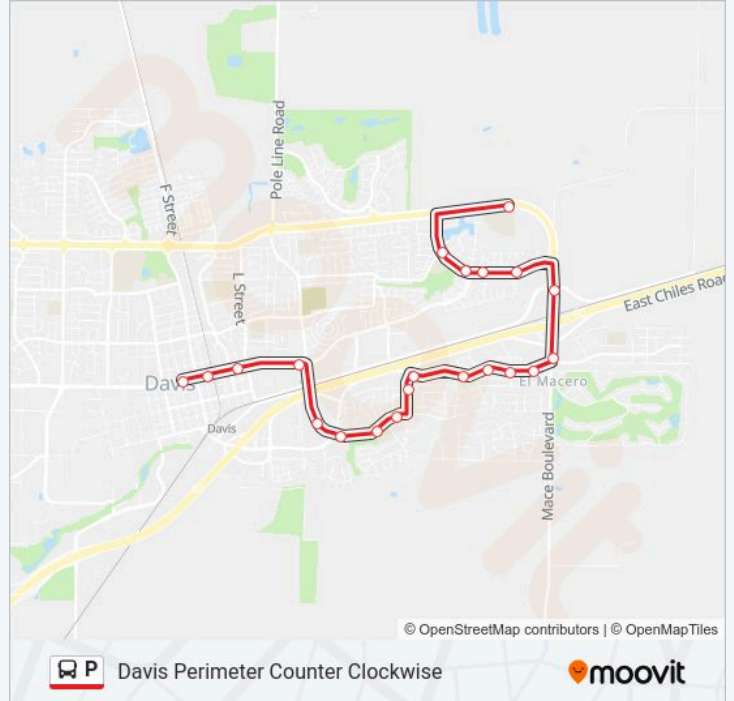 Pole Line Road
F Street
L Street
East Chiles Road
Davis
El Macero
Davis
Mace Boulevard
© OpenStreetMap contributors | © OpenMapTiles
P Davis Perimeter Counter Clockwise
moovit